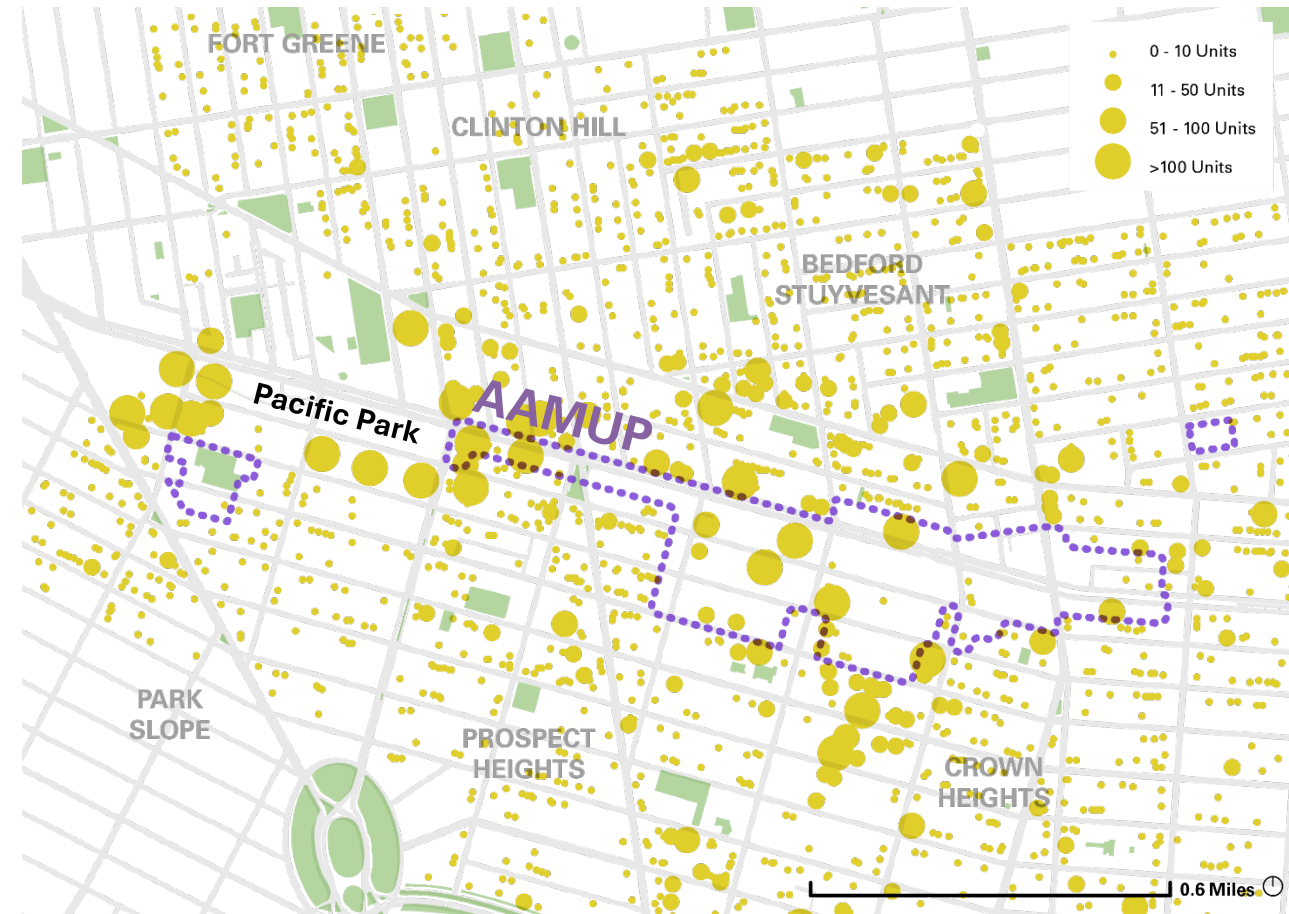 FORT GREENE
0 - 10 Units
11 - 50 Units
51 - 100 Units
>100 Units
CLINTON HILL
BEDFORD
STUYVESANT
Pacific Park
AAMUP
PARK
SLOPE
PROSPECT
HEIGHTS
CROWN
HEIGHTS
0.6 Miles